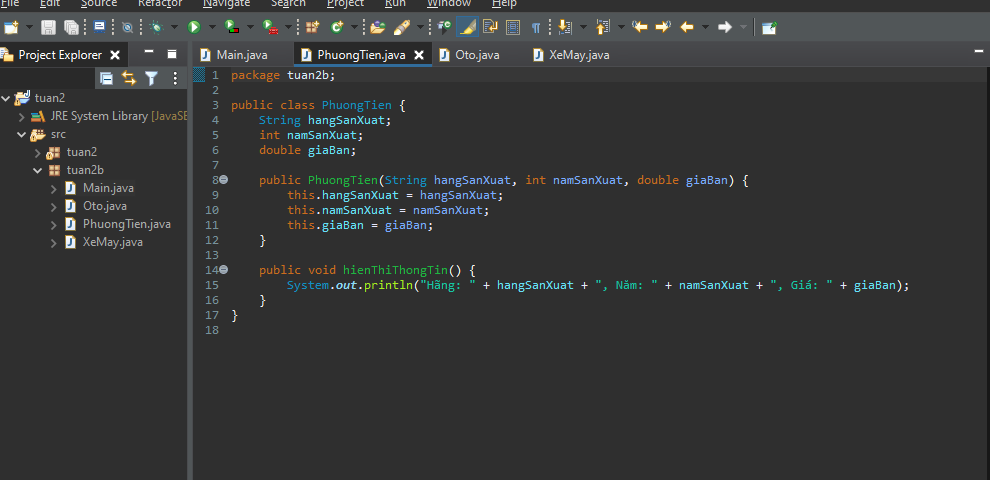 File Edit Source Refactor Navigate Search Project Run Window Help
Project Explorer
Main.java PhuongTien.java Oto.java XeMay.java
tuan2
JRE System Library [JavaSE
src
tuan2
tuan2b
Main.java
Oto.java
PhuongTien.java
XeMay.java
1 package tuan2b;
2
3 public class PhuongTien {
4 String hangSanXuat;
5 int namSanXuat;
6 double giaBan;
7
8 public PhuongTien(String hangSanXuat, int namSanXuat, double giaBan) {
9 this.hangSanXuat = hangSanXuat;
10 this.namSanXuat = namSanXuat;
11 this.giaBan = giaBan;
12 }
13
14 public void hienThiThongTin() {
15 System.out.println("Hãng: " + hangSanXuat + ", Năm: " + namSanXuat + ", Giá: " + giaBan);
16 }
17 }
18